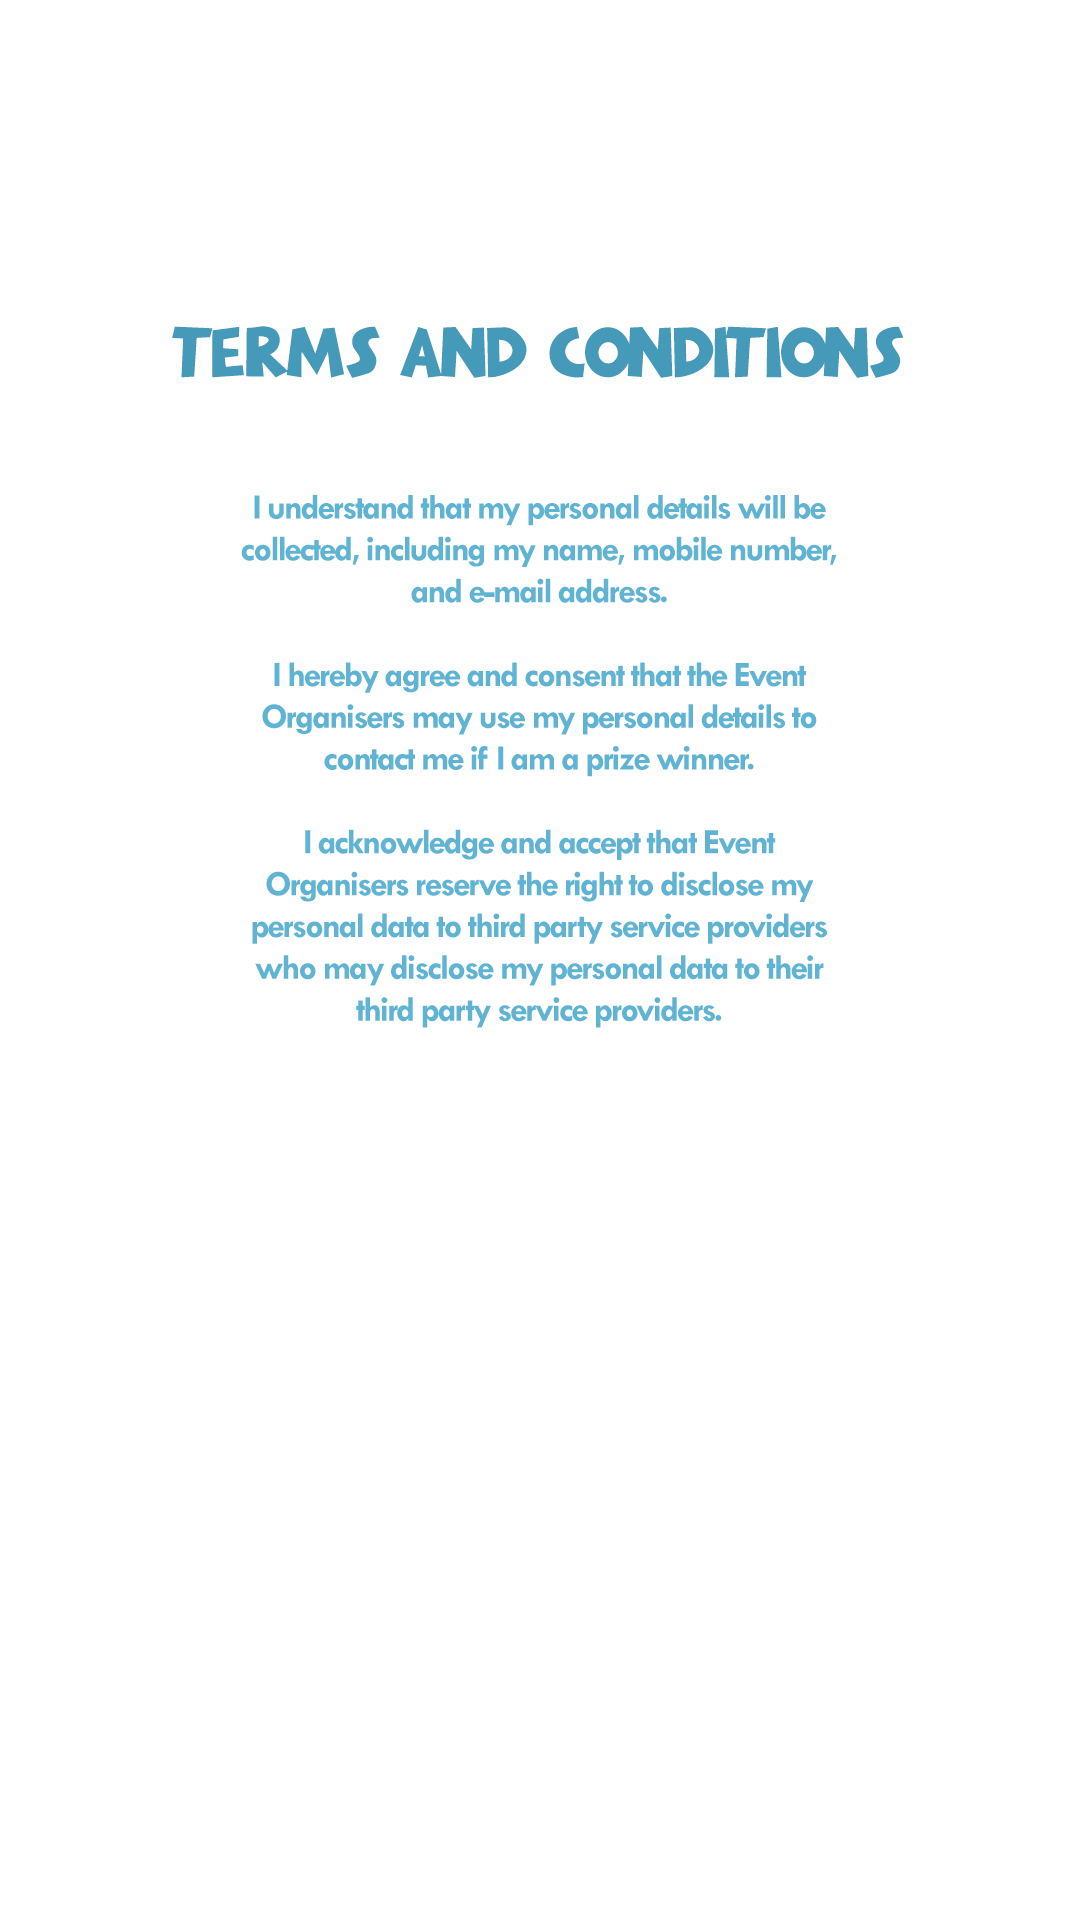 TERMS AND CONDITIONS
I understand that my personal details will be
collected, including my name, mobile number,
and e-mail address.
I hereby agree and consent that the Event
Organisers may use my personal details to
contact me if I am a prize winner.
I acknowledge and accept that Event
Organisers reserve the right to disclose my
personal data to third party service providers
who may disclose my personal data to their
third party service providers.